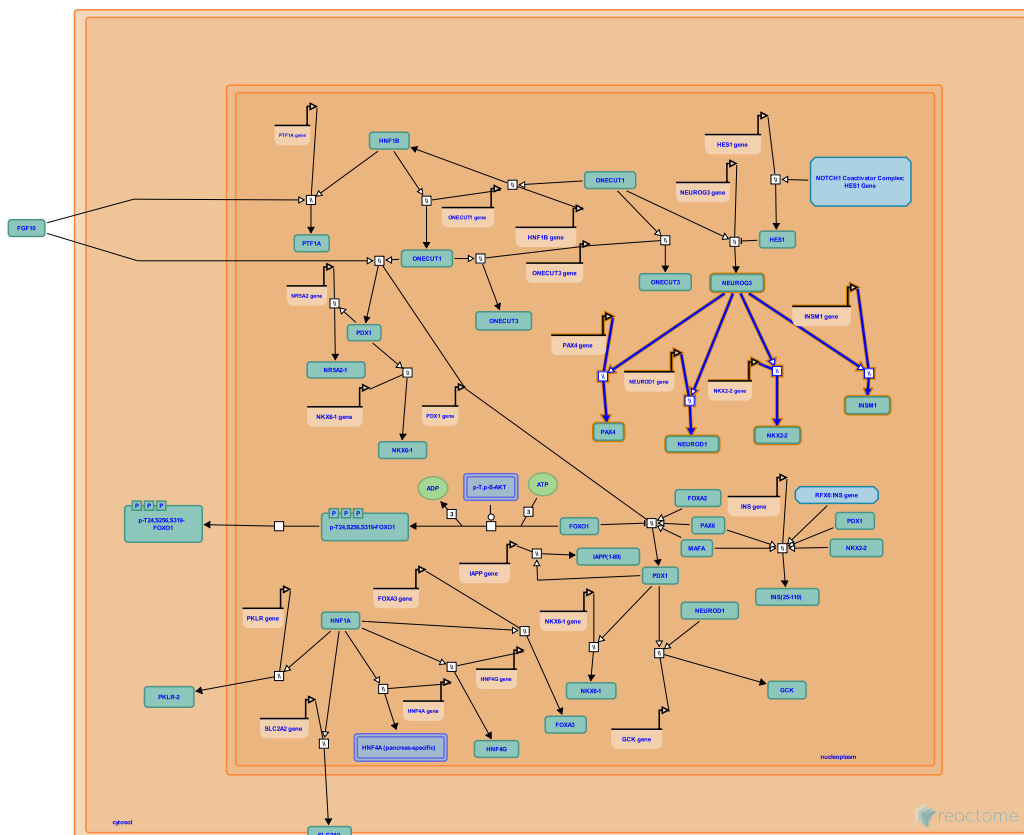 PTF1A gene
HNF1B
HES1 gene
NOTCH1 Coactivator Complex:
HES1 Gene
ONECUT1
NEUROG3 gene
ONECUT1 gene
FGF10
PTF1A
HNF1B gene
HES1
ONECUT1
ONECUT3 gene
ONECUT3
NEUROG3
NR5A2 gene
ONECUT3
INSM1 gene
PDX1
PAX4 gene
NR5A2-1
NEUROD1 gene
NKX2-2 gene
NKX6-1 gene
PDX1 gene
INSM1
PAX4
NEUROD1
NKX2-2
NKX6-1
ADP
p-T,p-S-AKT
ATP
3
3
FOXA2
INS gene
RFX6:INS gene
P P P
p-T24,S256,S319-
FOXO1
P P P
p-T24,S256,S319-FOXO1
FOXO1
PAX6
PDX1
MAFA
NKX2-2
IAPP gene
IAPP(1-89)
PDX1
FOXA3 gene
INS(25-110)
PKLR gene
HNF1A
NKX6-1 gene
NEUROD1
HNF4G gene
PKLR-2
NKX6-1
GCK
HNF4A gene
SLC2A2 gene
FOXA3
HNF4A (pancreas-specific)
HNF4G
GCK gene
nucleoplasm
cytosol
reactome